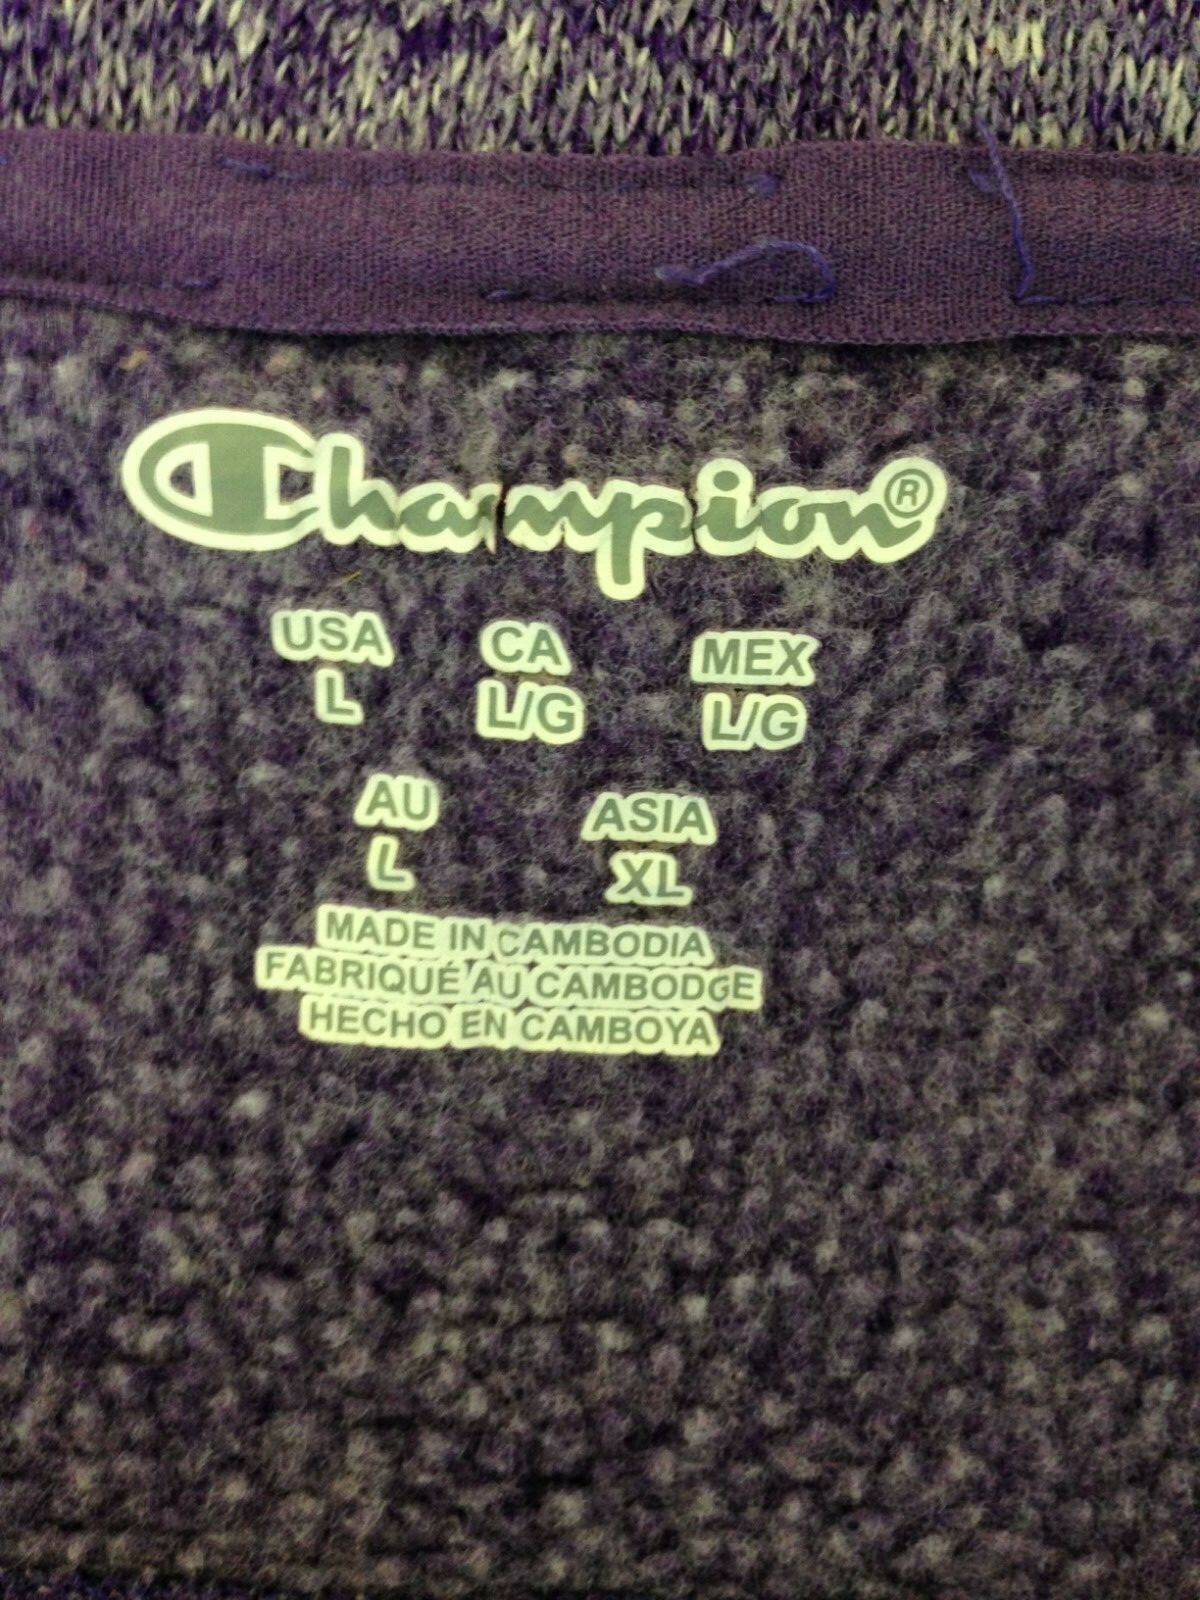 Champion®
USA CA MEX
L L/G L/G
AU ASIA
L XL
MADE IN CAMBODIA
FABRIQUÉ AU CAMBODGE
HECHO EN CAMBOYA